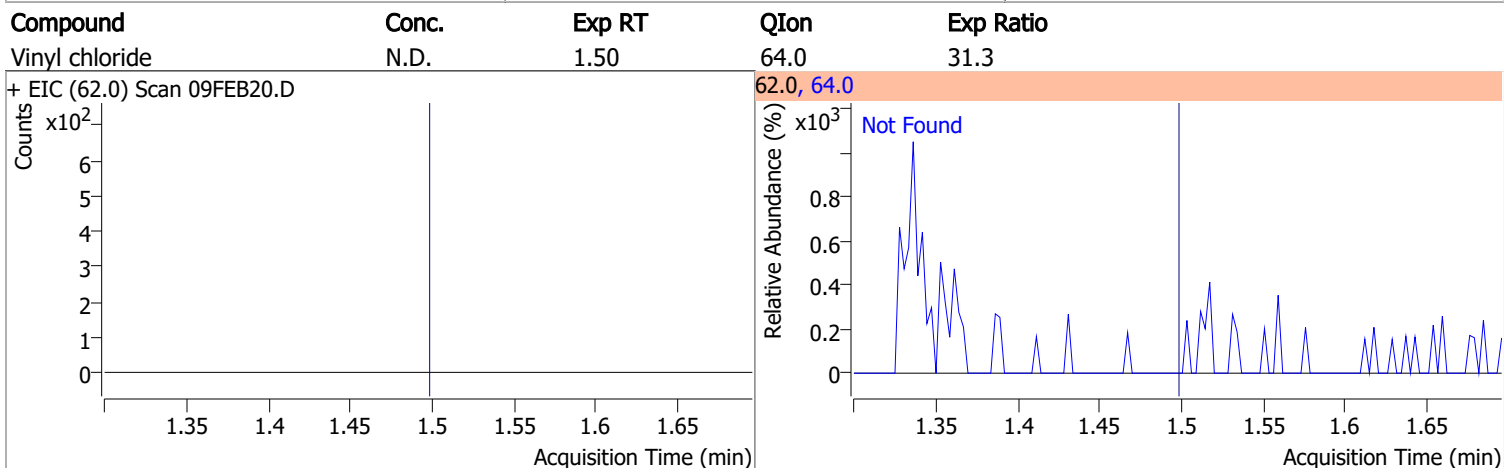 Compound Conc. Exp RT QIon Exp Ratio
Vinyl chloride N.D. 1.50 64.0 31.3
+ EIC (62.0) Scan 09FEB20.D
Counts
x10²
6
5
4
3
2
1
0
1.35 1.4 1.45 1.5 1.55 1.6 1.65
Acquisition Time (min)
62.0, 64.0
Relative Abundance (%)
x10³
Not Found
0.8
0.6
0.4
0.2
0
1.35 1.4 1.45 1.5 1.55 1.6 1.65
Acquisition Time (min)